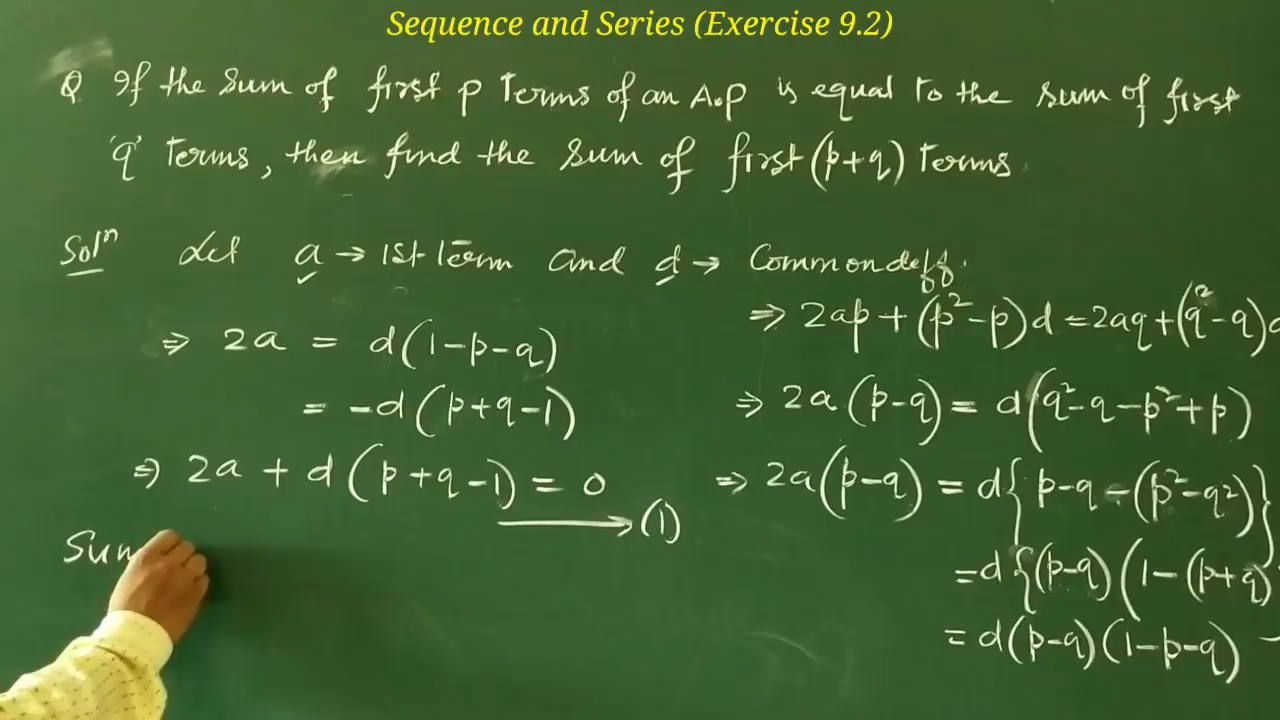 Sequence and Series (Exercise 9.2)
Q If the Sum of first p Terms of an A.P is equal to the sum of first
'q' terms, then find the sum of first (p+q) terms.
Solⁿ Let a → 1st term and d → Common diff.
⇒ 2a = d(1-p-q)
= -d(p+q-1)
⇒ 2a + d(p+q-1) = 0
→ (1)
Sum
⇒ 2ap + (p²-p)d = 2aq + (q²-q)d
⇒ 2a(p-q) = d(q²-q-p²+p)
⇒ 2a(p-q) = d{p-q-(p²-q²)}
= d{(p-q)(1-(p+q)
= d(p-q)(1-p-q)